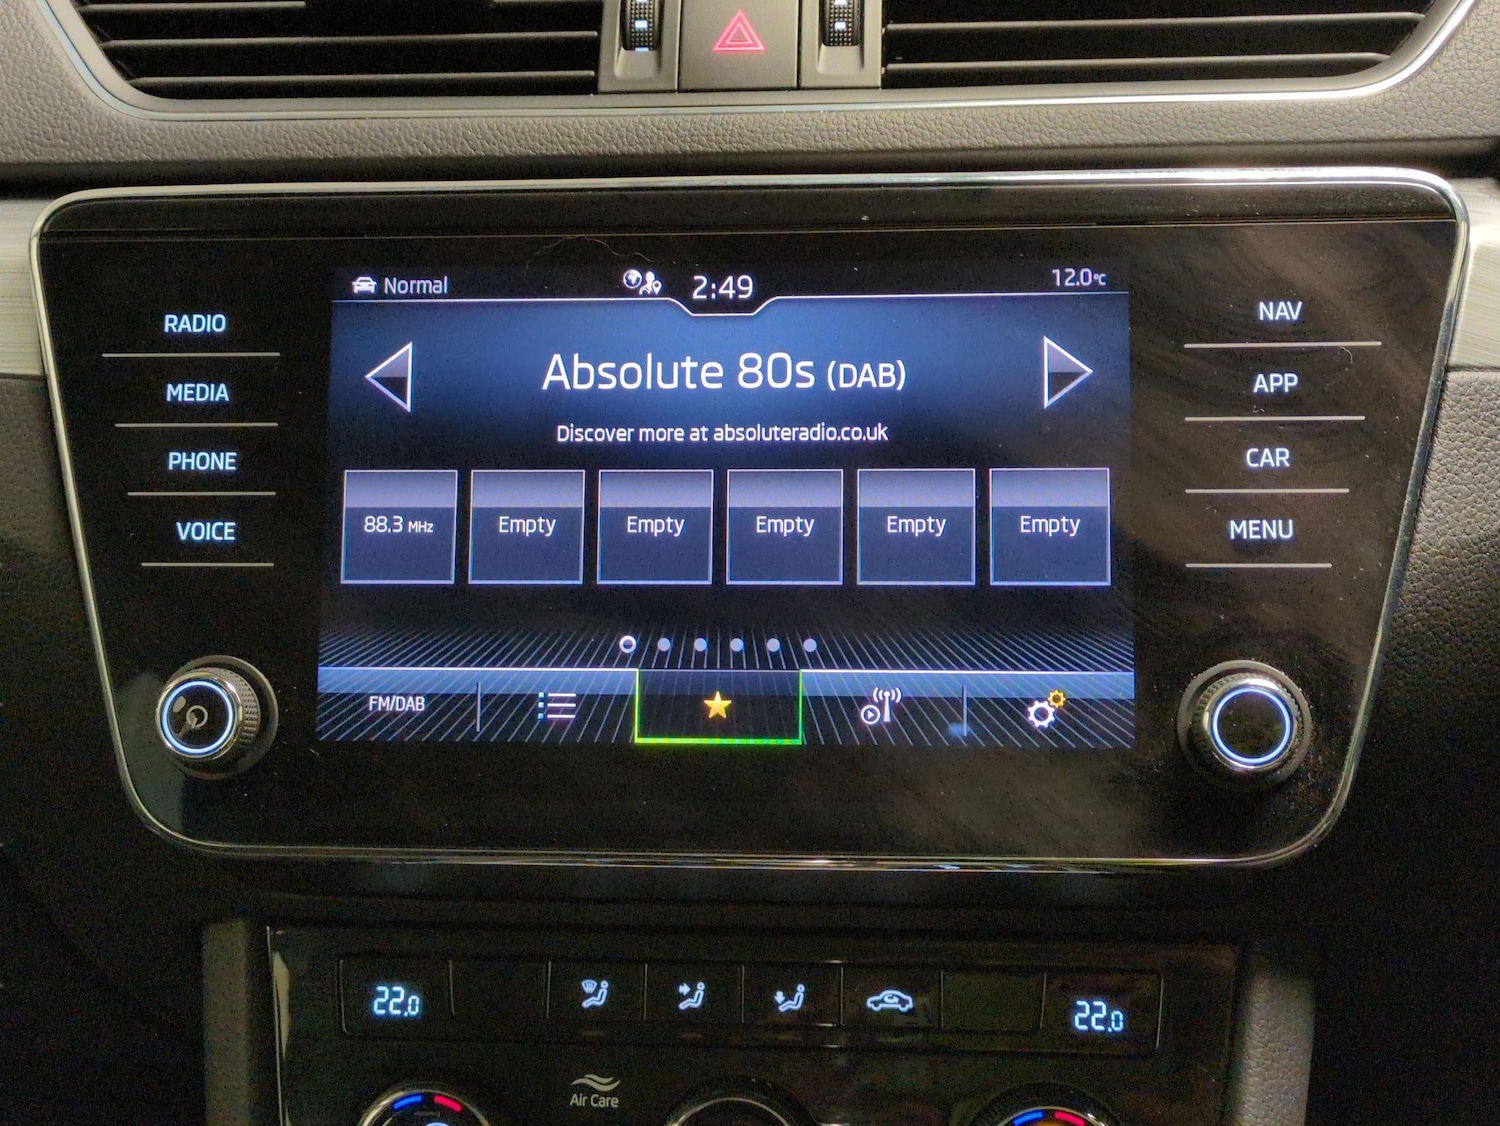 Normal
2:49
12.0°C
RADIO
MEDIA
PHONE
VOICE
Absolute 80s (DAB)
Discover more at absoluteradio.co.uk
88.3 MHz
Empty
Empty
Empty
Empty
Empty
FM/DAB
NAV
APP
CAR
MENU
22.0
22.0
Air Care